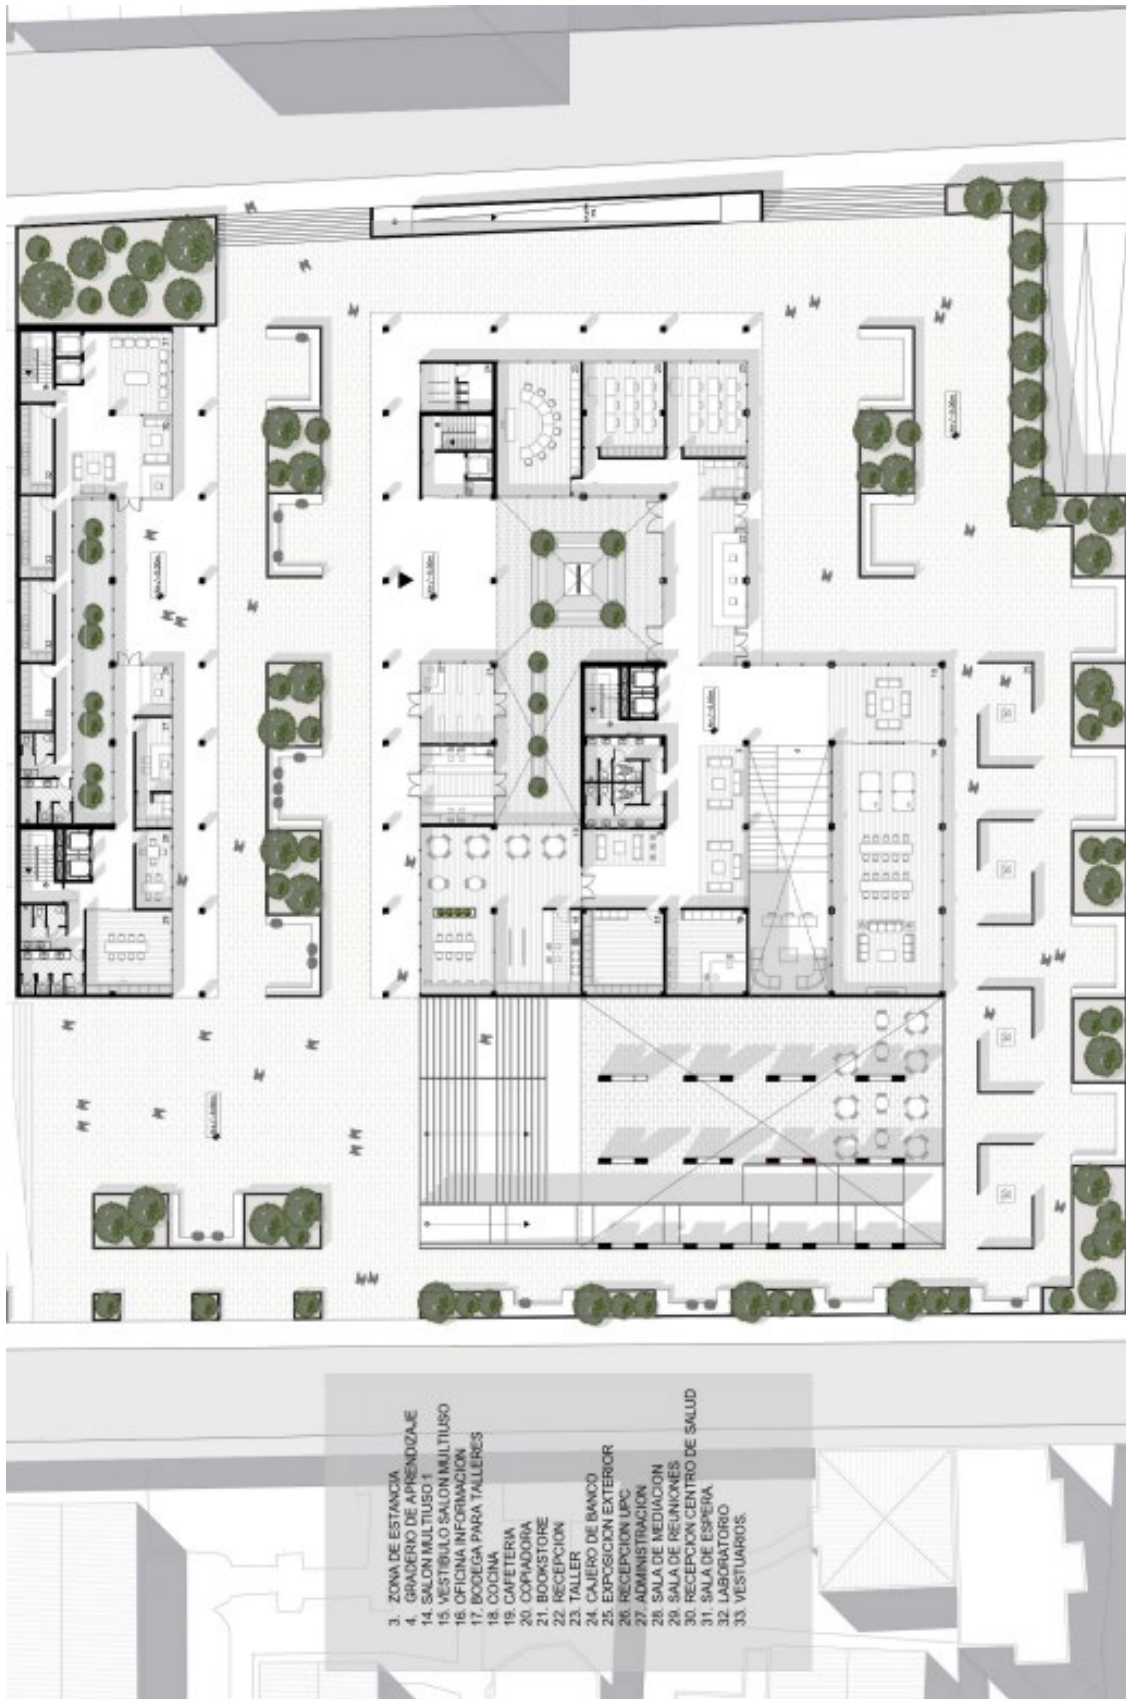 3. ZONA DE ESTANCIA
4. GRADERIO DE APRENDIZAJE
14. SALON MULTIUSO 1
15. VESTIBULO SALON MULTIUSO
16. OFICINA INFORMACION
17. BODEGA PARA TALLERES
18. COCINA
19. CAFETERIA
20. COPIADORA
21. BOOKSTORE
22. RECEPCION
23. TALLER
24. CAJERO DE BANCO
25. EXPOSICION EXTERIOR
26. RECEPCION UPC
27. ADMINISTRACION
28. SALA DE MEDIACION
29. SALA DE REUNIONES
30. RECEPCION CENTRO DE SALUD
31. SALA DE ESPERA
32. LABORATORIO
33. VESTUARIOS.